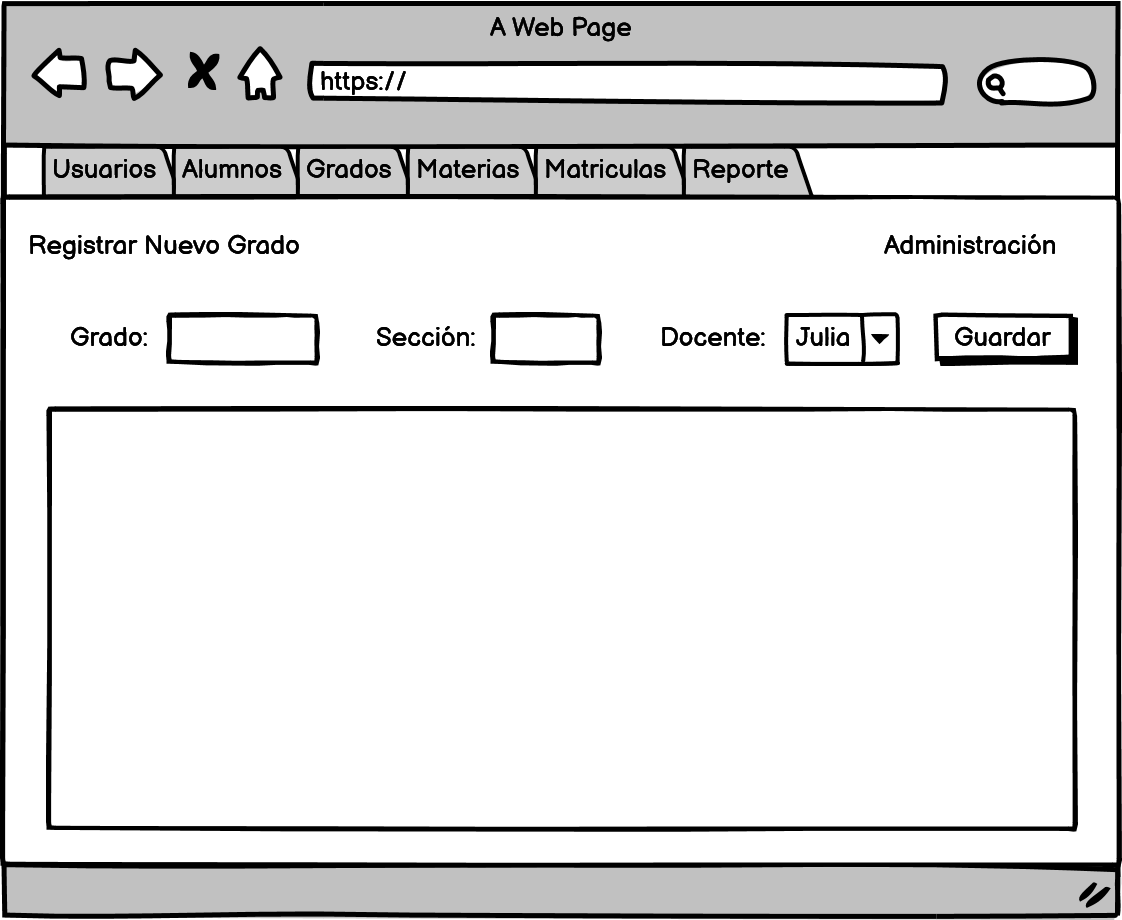 A Web Page
https://
Usuarios Alumnos Grados Materias Matriculas Reporte
Registrar Nuevo Grado Administración
Grado: Sección: Docente: Julia Guardar